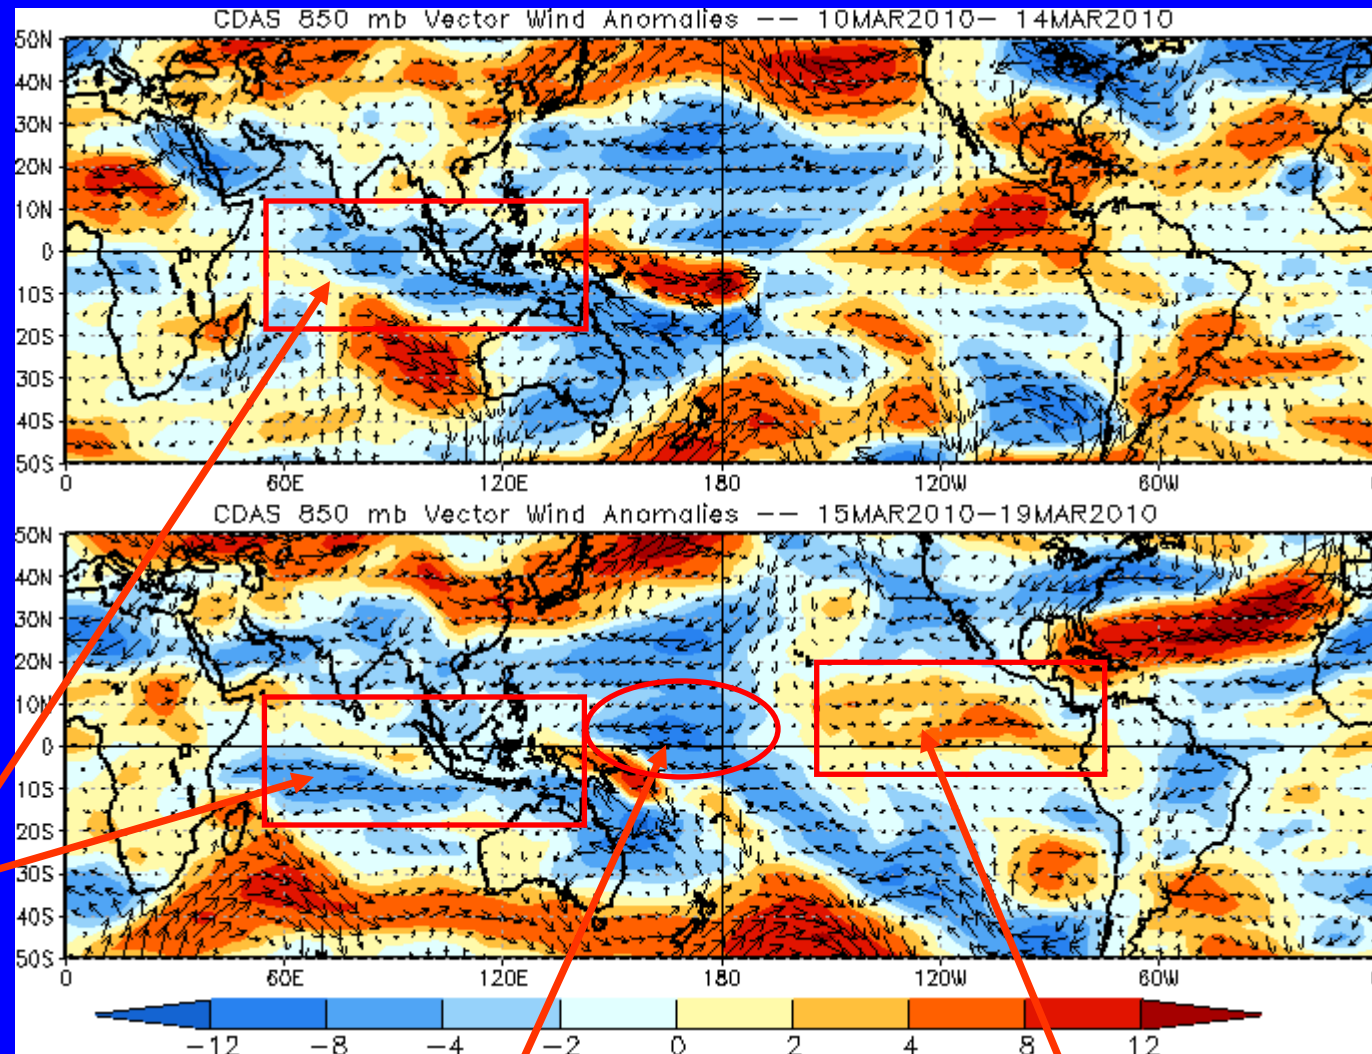 CDAS 850 mb Vector Wind Anomalies -- 10MAR2010- 14MAR2010
50N
40N
30N
20N
10N
0
10S
20S
30S
40S
50S
0 60E 120E 180 120W 60W
CDAS 850 mb Vector Wind Anomalies -- 15MAR2010-19MAR2010
50N
40N
30N
20N
10N
0
10S
20S
30S
40S
50S
0 60E 120E 180 120W 60W
-12 -8 -4 -2 0 2 4 8 12